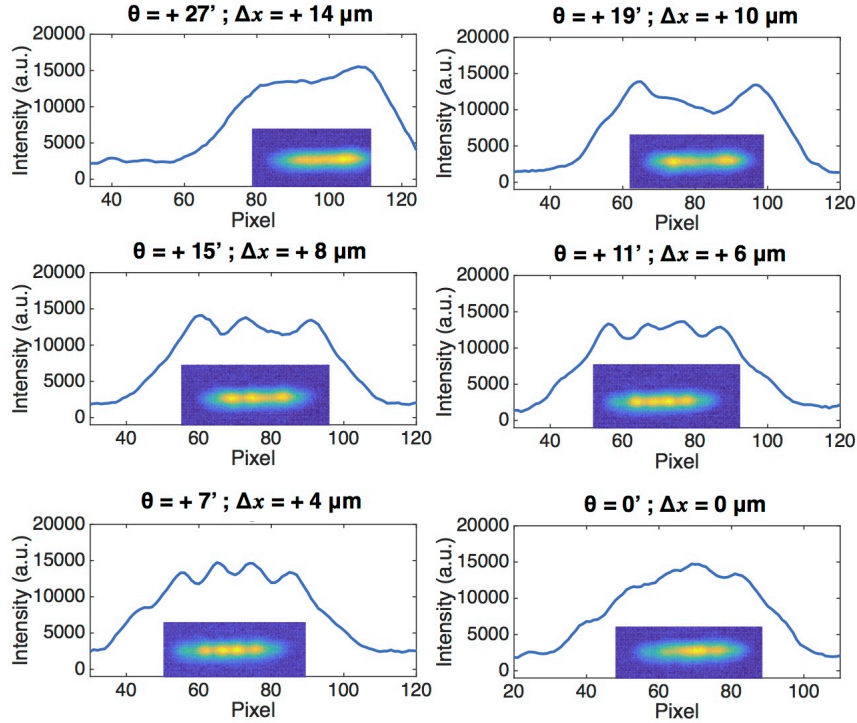 θ = + 27’ ; Δx = + 14 μm
20000
15000
10000
5000
0
Intensity (a.u.)
40 60 80 100 120
Pixel
θ = + 19’ ; Δx = + 10 μm
20000
15000
10000
5000
0
Intensity (a.u.)
40 60 80 100 120
Pixel
θ = + 15’ ; Δx = + 8 μm
20000
15000
10000
5000
0
Intensity (a.u.)
40 60 80 100 120
Pixel
θ = + 11’ ; Δx = + 6 μm
20000
15000
10000
5000
0
Intensity (a.u.)
40 60 80 100 120
Pixel
θ = + 7’ ; Δx = + 4 μm
20000
15000
10000
5000
0
Intensity (a.u.)
40 60 80 100 120
Pixel
θ = 0’ ; Δx = 0 μm
20000
15000
10000
5000
0
Intensity (a.u.)
20 40 60 80 100
Pixel